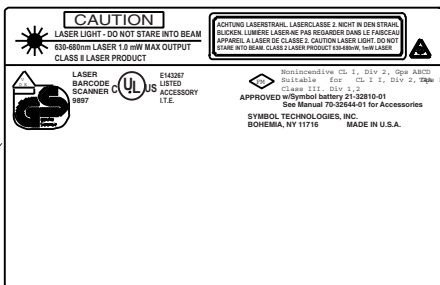 CAUTION
LASER LIGHT - DO NOT STARE INTO BEAM
630-680nm LASER 1.0 mW MAX OUTPUT
CLASS II LASER PRODUCT
ACHTUNG LASERSTRAHL. LASERCLASSE 2. NICHT IN DEN STRAHL
BLICKEN. LUMIÈRE LASER-NE PAS REGARDER DANS LE FAISCEAU
APPAREIL A LASER DE CLASSE 2. CAUTION LASER LIGHT. DO NOT
STARE INTO BEAM. CLASS 2 LASER PRODUCT 630-680nW, 1mW LASER
LASER
BARCODE
SCANNER
9897
C UL US
E143267
LISTED
ACCESSORY
I.T.E.
FM
APPROVED
Nonincendive CL I, Div 2, Gps ABCD
Suitable for CL I I, Div 2,
Class III. Div 1,2
w/Symbol battery 21-32810-01
See Manual 70-32644-01 for Accessories
SYMBOL TECHNOLOGIES, INC.
BOHEMIA, NY 11716 MADE IN U.S.A.